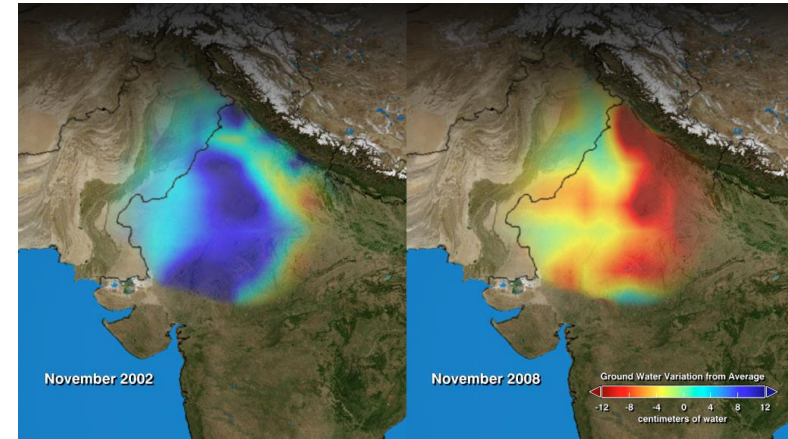 November 2002
November 2008
Ground Water Variation from Average
-12 -8 -4 0 4 8 12
centimeters of water